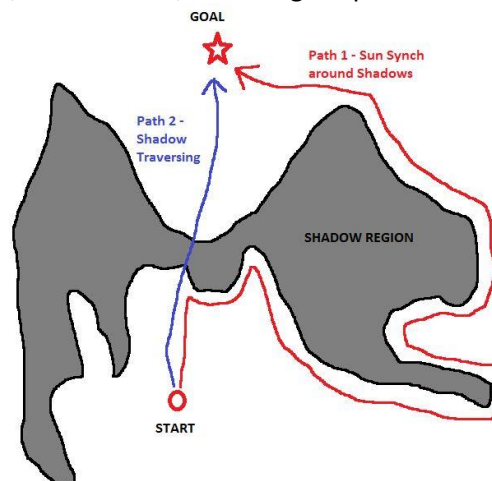 GOAL
Path 1 - Sun Synch
around Shadows
Path 2 -
Shadow
Traversing
SHADOW REGION
START